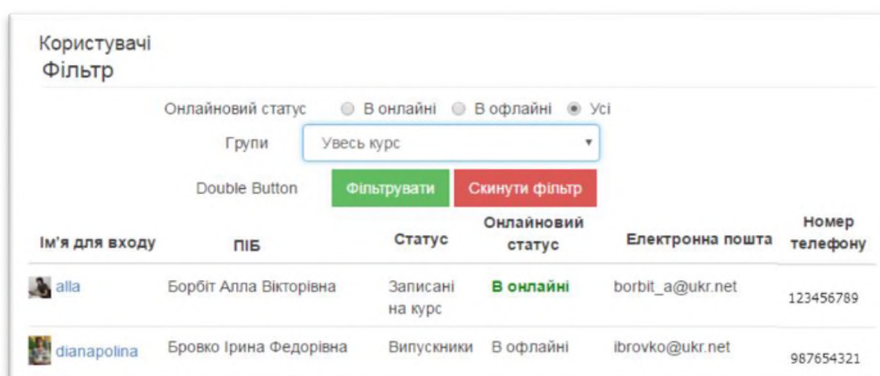 Користувачі
Фільтр
Онлайновий статус В онлайні В офлайні Усі
Групи Увесь курс
Double Button Фільтрувати Скинути фільтр
Ім'я для входу ПІБ Статус Онлайновий статус Електронна пошта Номер телефону
alla Борбіт Алла Вікторівна Записані на курс В онлайні borbit_a@ukr.net 123456789
dianapolina Бровко Ірина Федорівна Випускники В офлайні ibrovko@ukr.net 987654321